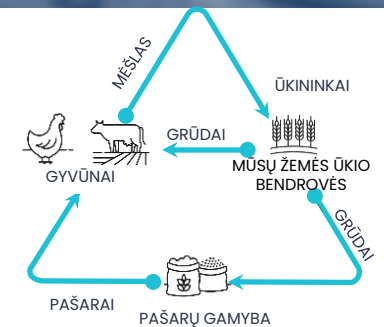 MĖŠLAS
ŪKININKAI
GRŪDAI
GYVŪNAI
MŪSŲ ŽEMĖS ŪKIO
BENDROVĖS
GRŪDAI
PAŠARAI
PAŠARŲ GAMYBA